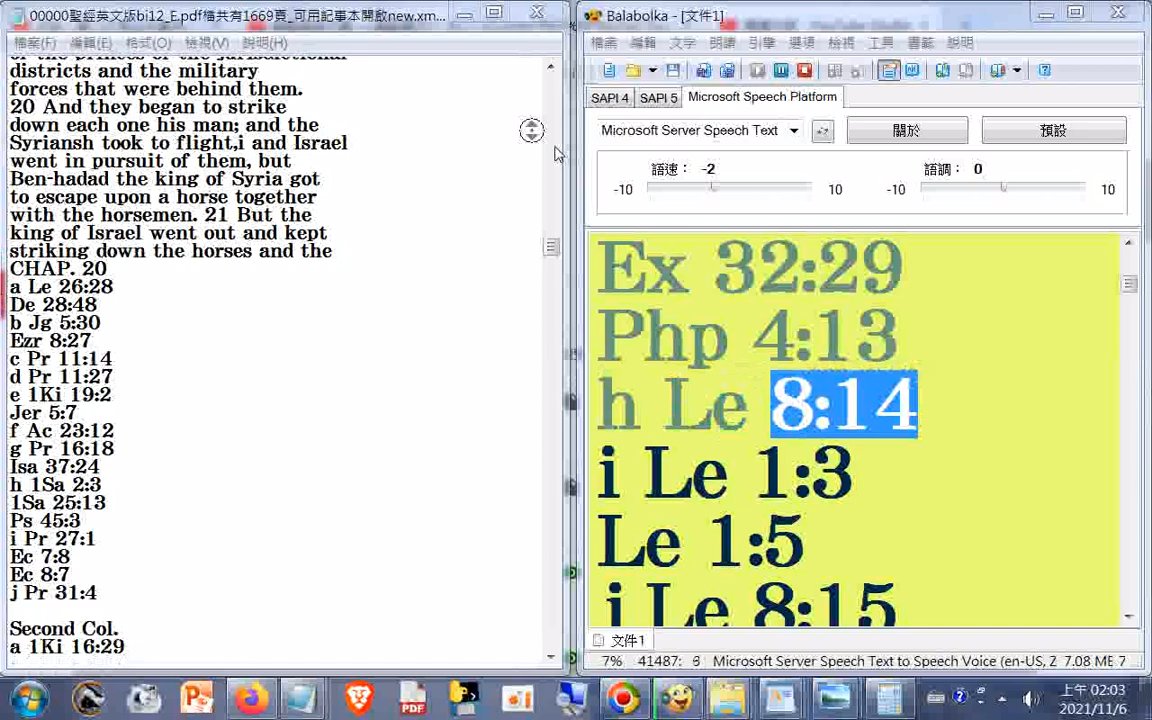 00000聖經英文版bi12_E.pdf檔共有1669頁_可用記事本開啟new.xm...
檔案(F) 編輯(E) 格式(O) 檢視(V) 說明(H)
of the princes of the jurisdictional
districts and the military
forces that were behind them.
20 And they began to strike
down each one his man; and the
Syriansh took to flight,i and Israel
went in pursuit of them, but
Ben-hadad the king of Syria got
to escape upon a horse together
with the horsemen. 21 But the
king of Israel went out and kept
striking down the horses and the
CHAP. 20
a Le 26:28
De 28:48
b Jg 5:30
Ezr 8:27
c Pr 11:14
d Pr 11:27
e 1Ki 19:2
Jer 5:7
f Ac 23:12
g Pr 16:18
Isa 37:24
h 1Sa 2:3
1Sa 25:13
Ps 45:3
i Pr 27:1
Ec 7:8
Ec 8:7
j Pr 31:4
Second Col.
a 1Ki 16:29
Balabolka - [文件1]
檔案 編輯 文字 朗讀 引擎 選項 檢視 工具 書籤 說明
SAPI 4 SAPI 5 Microsoft Speech Platform
Microsoft Server Speech Text 關於 預設
語速： -2 語調： 0
-10 10 -10 10
Ex 32:29
Php 4:13
h Le 8:14
i Le 1:3
Le 1:5
j Le 8:15
文件1
7% 41487: Microsoft Server Speech Text to Speech Voice (en-US, 7.08 ME
PDF
上午 02:03
2021/11/6